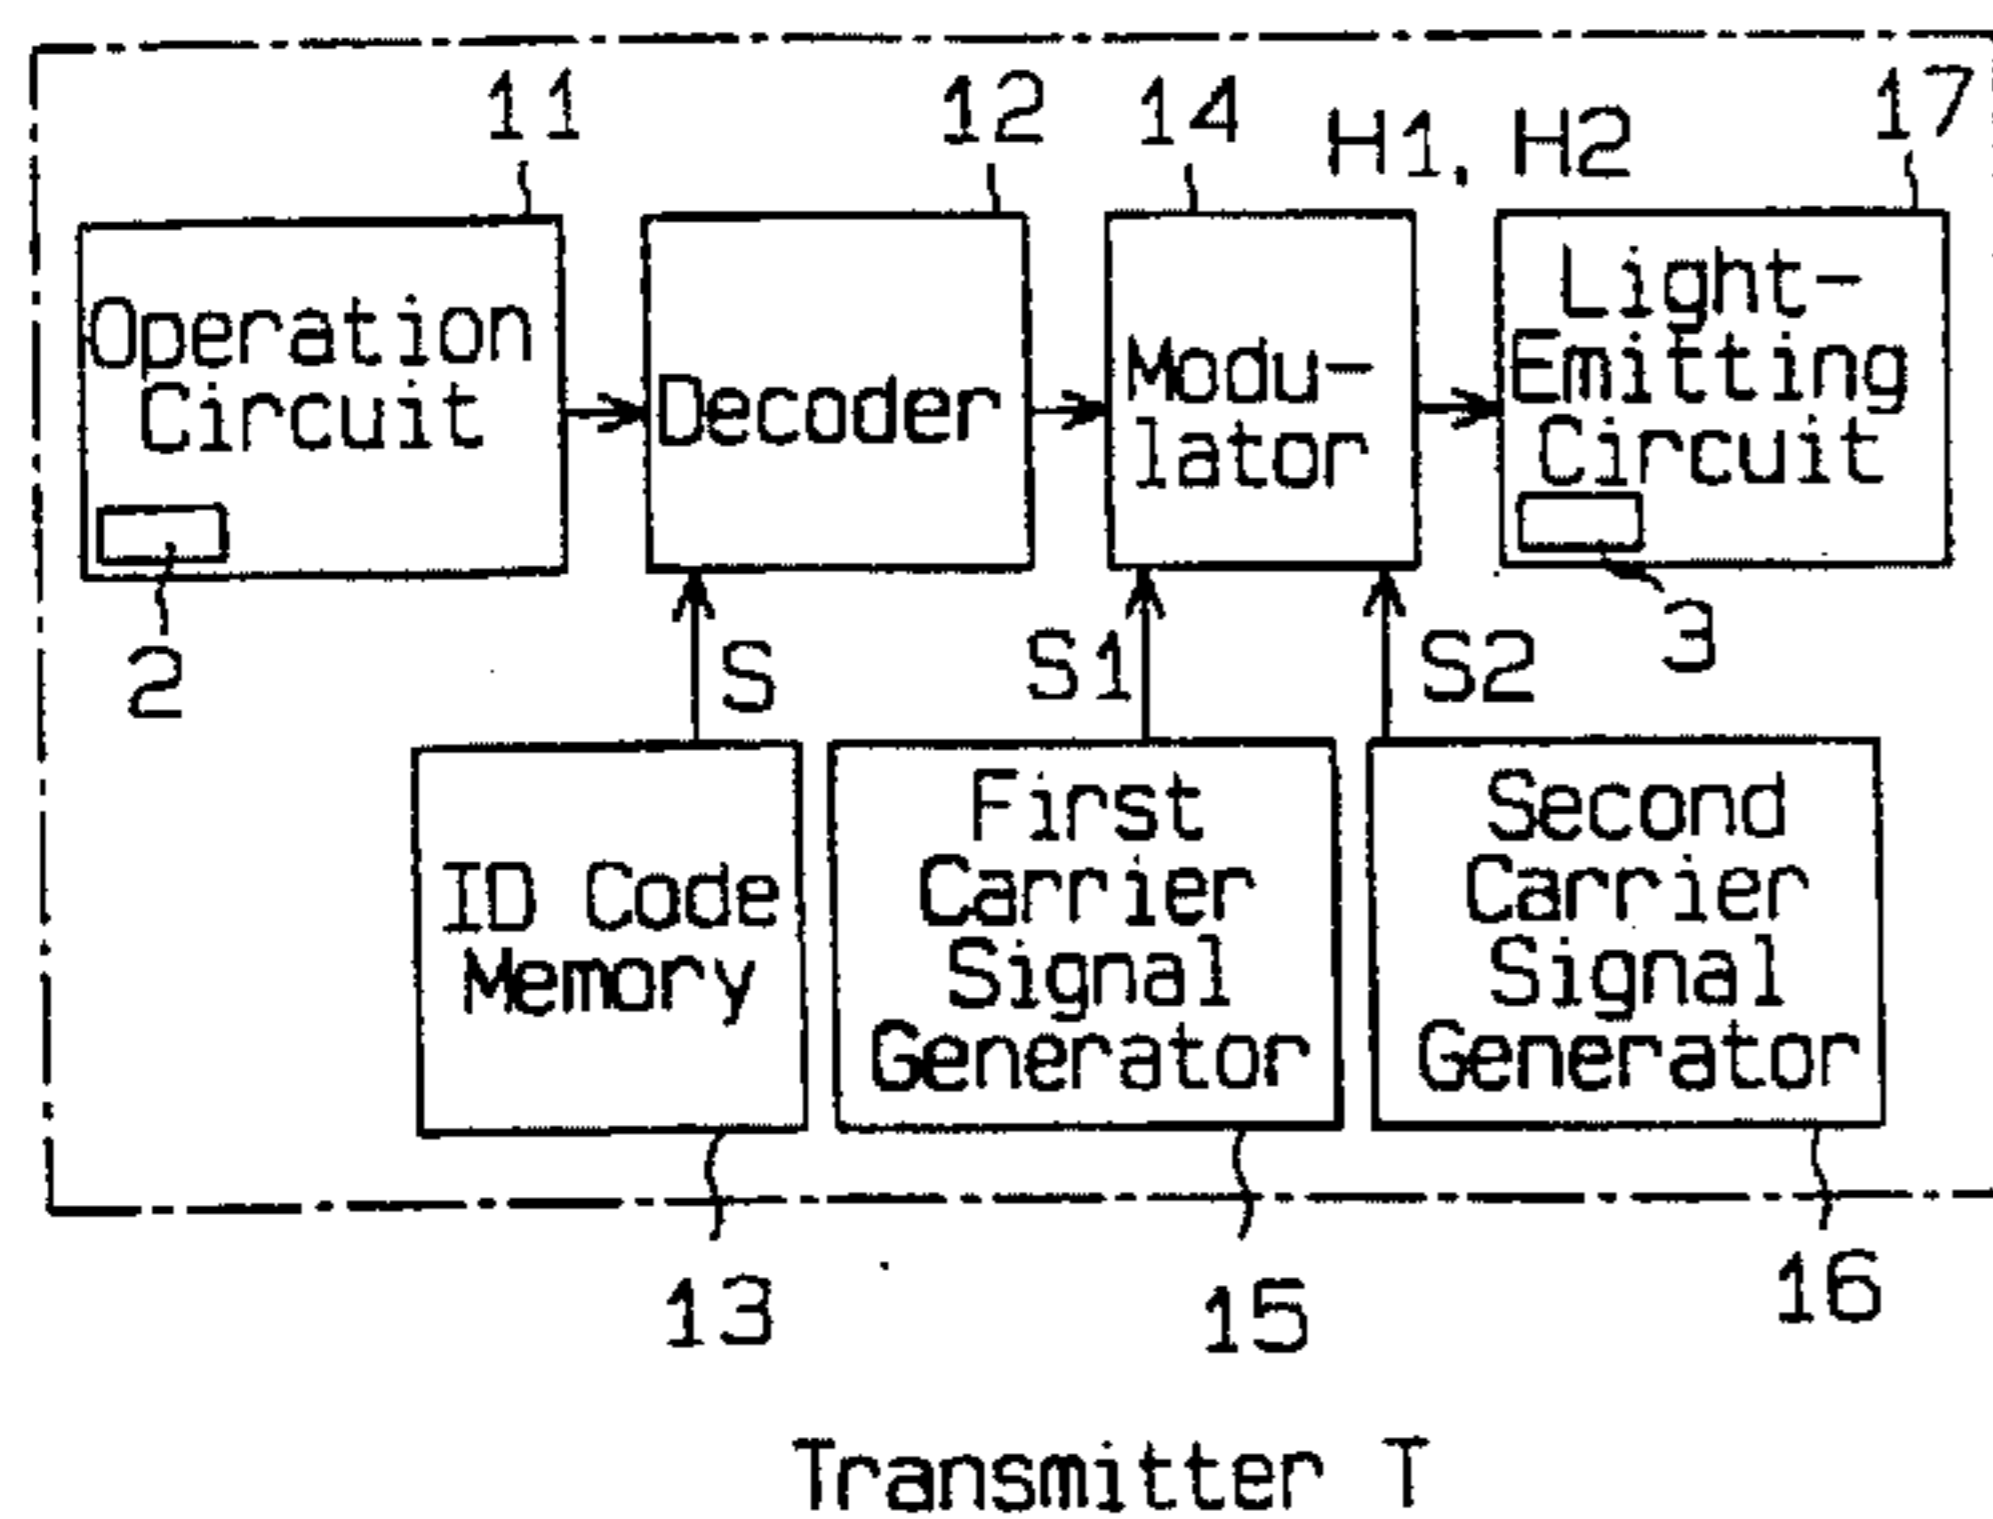 11
12
14
H1, H2
17
Operation
Circuit
Decoder
Modu-
lator
Light-
Emitting
Circuit
2
S
S1
S2
3
ID Code
Memory
First
Carrier
Signal
Generator
Second
Carrier
Signal
Generator
13
15
16
Transmitter T